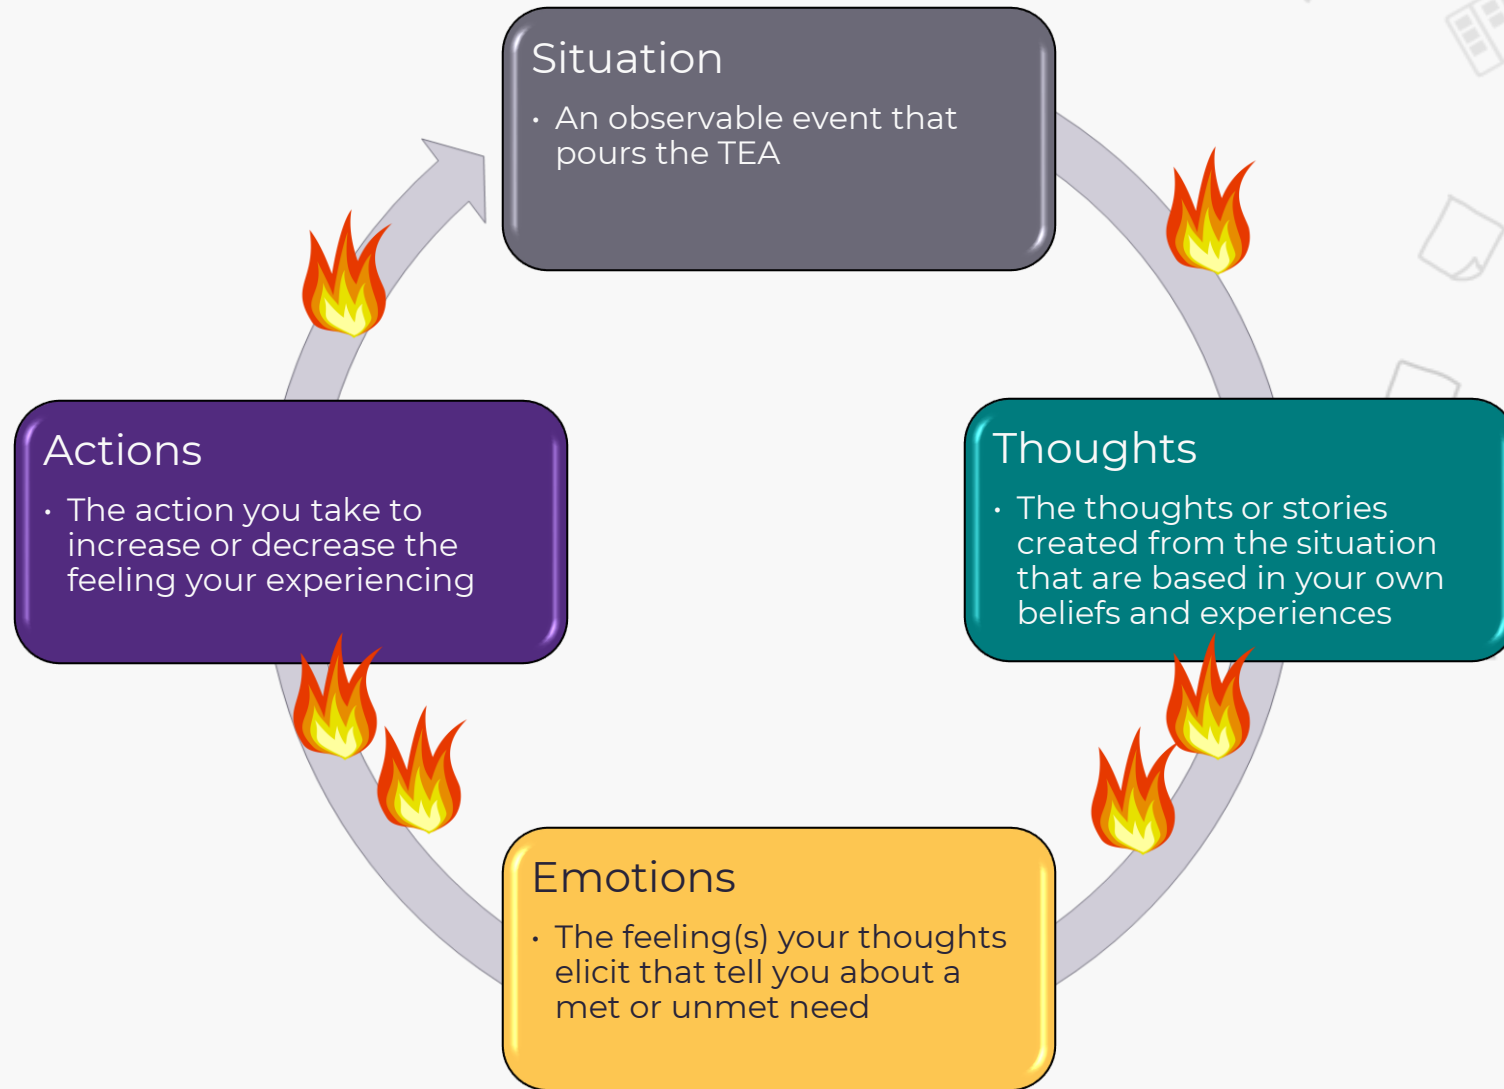 Situation
· An observable event that
pours the TEA
Thoughts
· The thoughts or stories
created from the situation
that are based in your own
beliefs and experiences
Emotions
· The feeling(s) your thoughts
elicit that tell you about a
met or unmet need
Actions
· The action you take to
increase or decrease the
feeling your experiencing